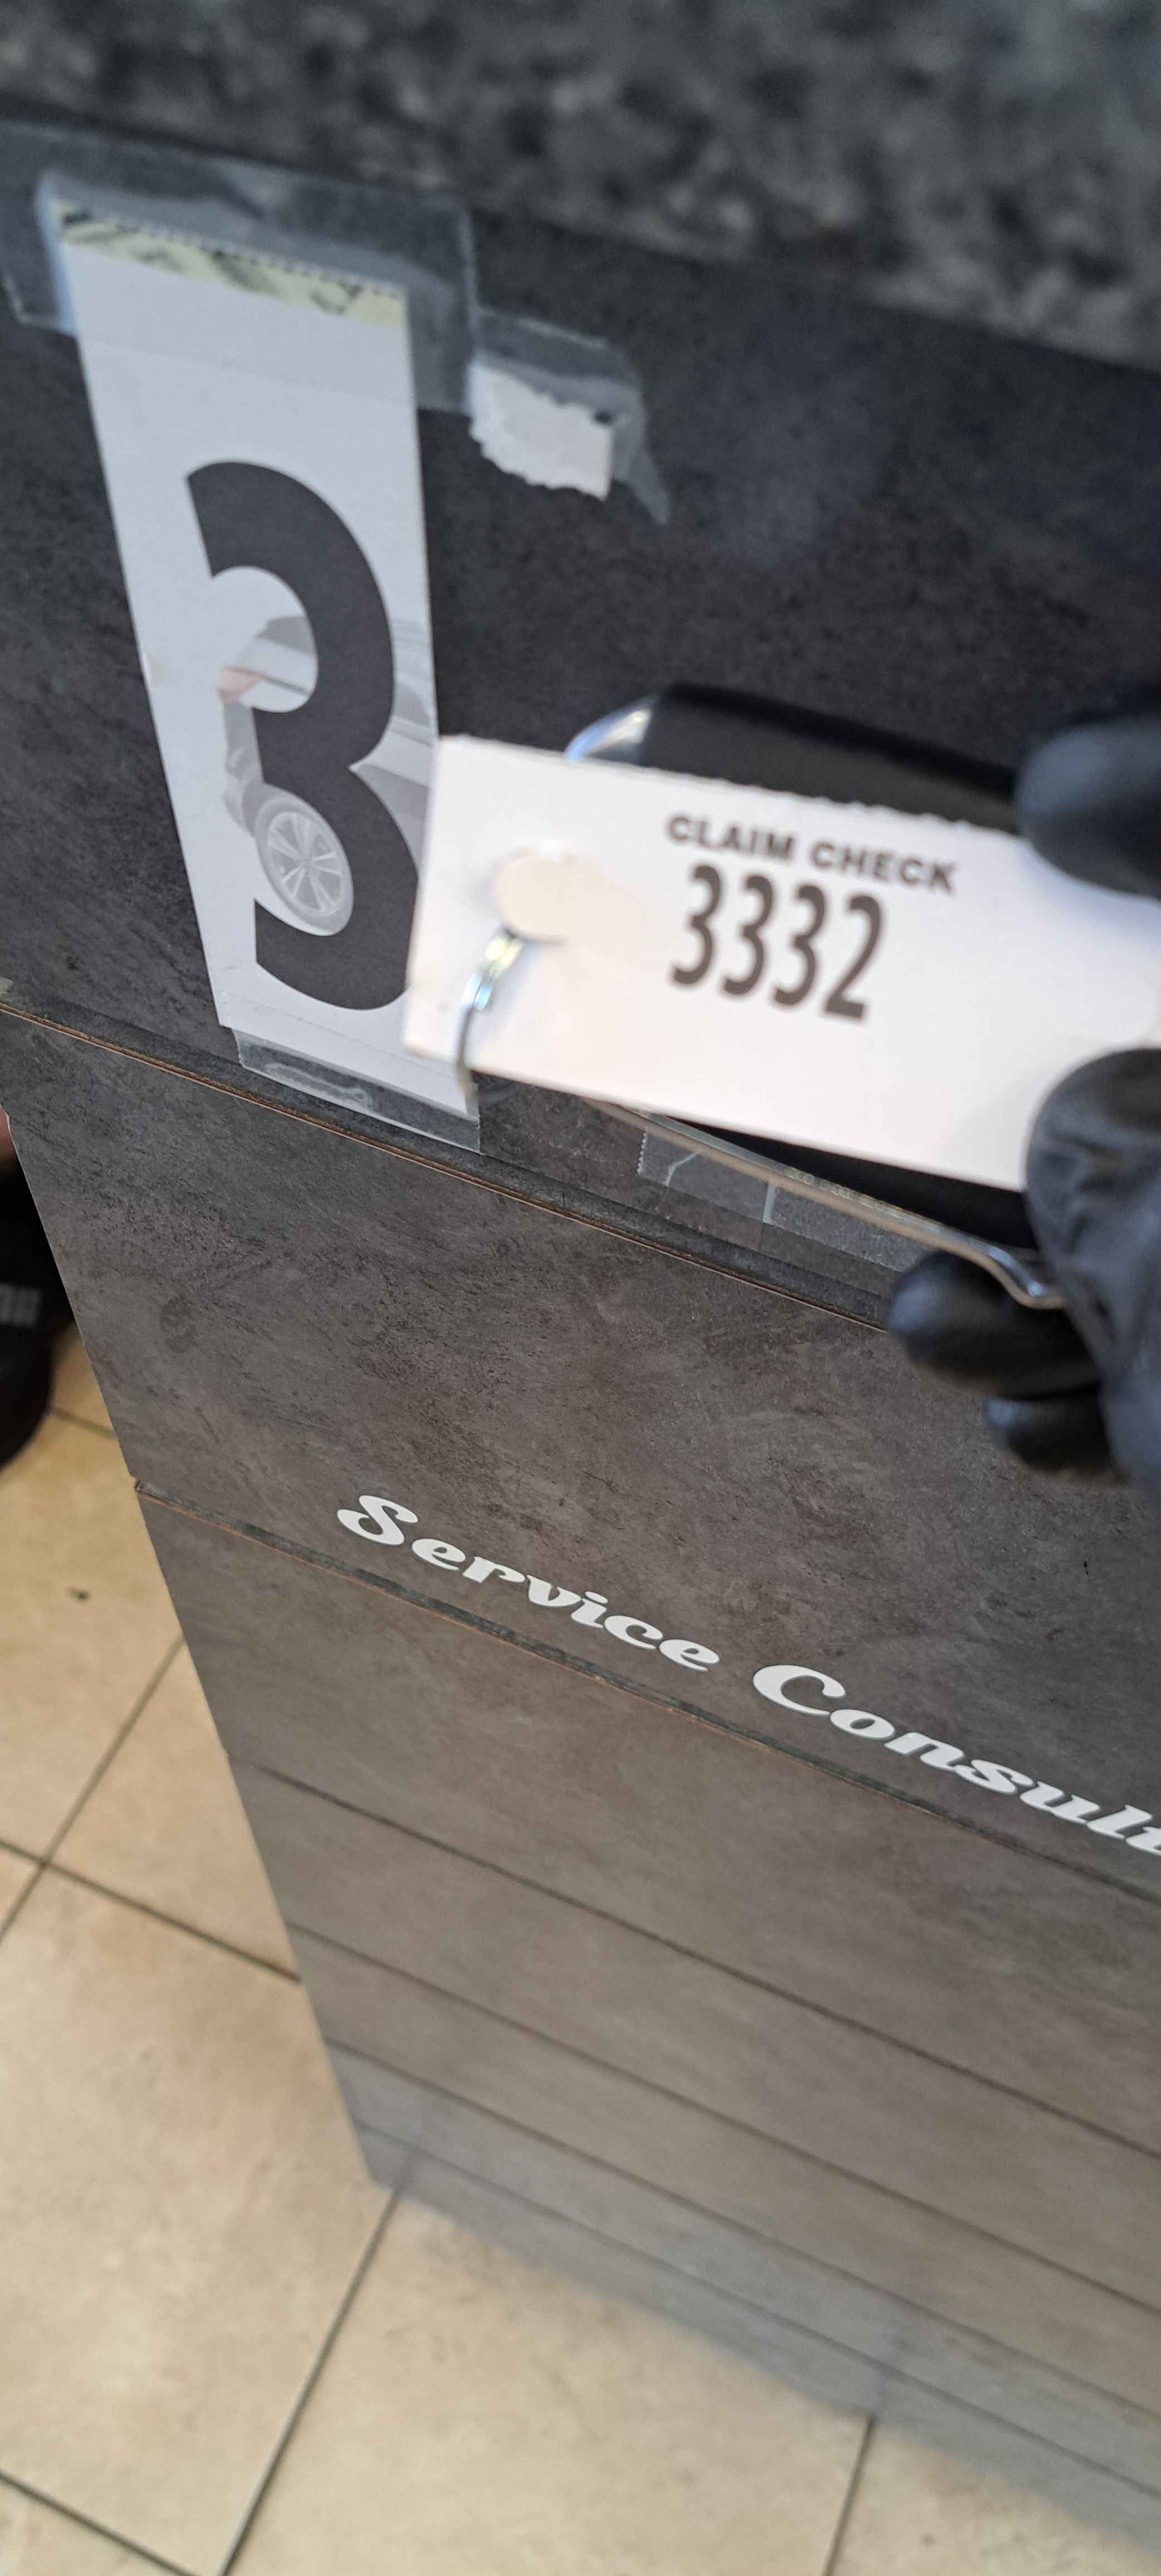 3
CLAIM CHECK
3332
Service Consult